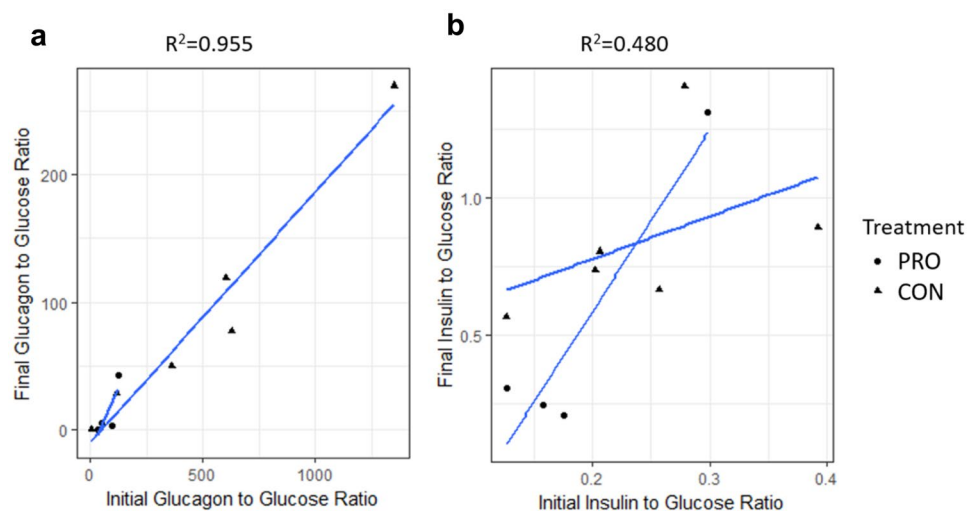 a
R²=0.955
Final Glucagon to Glucose Ratio
200
100
0
0
500
1000
Initial Glucagon to Glucose Ratio
b
R²=0.480
Final Insulin to Glucose Ratio
1.0
0.5
0.2
0.3
0.4
Initial Insulin to Glucose Ratio
Treatment
PRO
CON